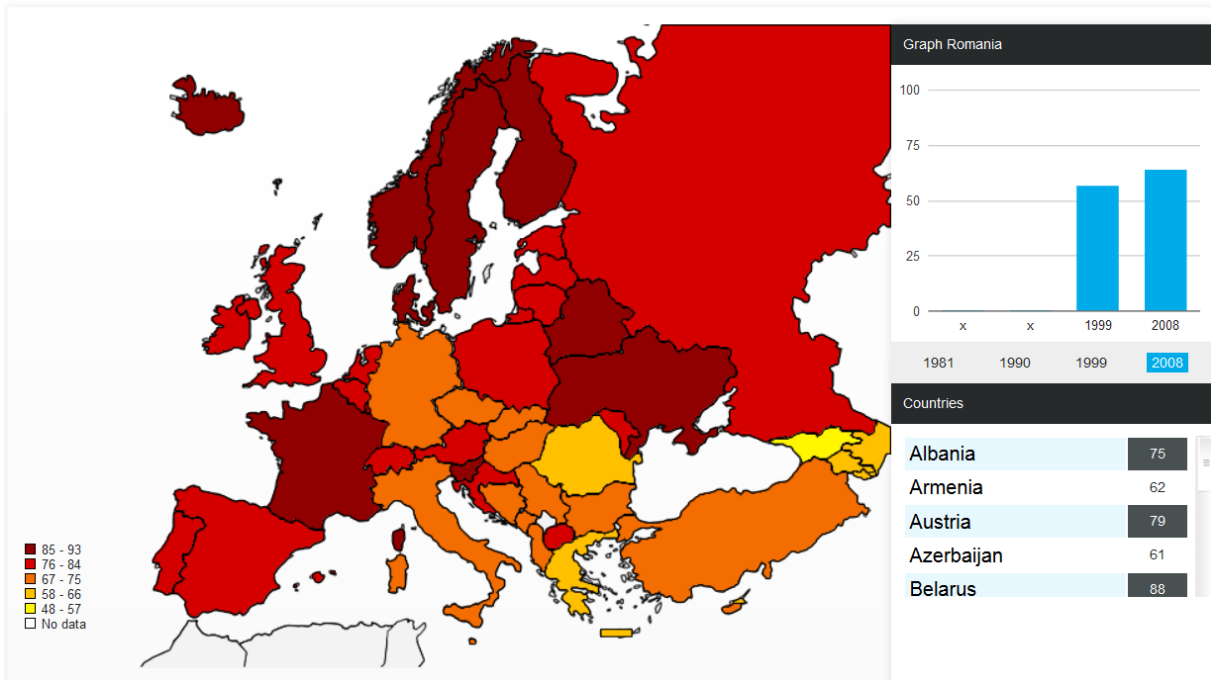 Graph Romania
100
75
50
25
0
x x 1999 2008
1981 1990 1999 2008
Countries
Albania 75
Armenia 62
Austria 79
Azerbaijan 61
Belarus 88
85 - 93
76 - 84
67 - 75
58 - 66
48 - 57
No data